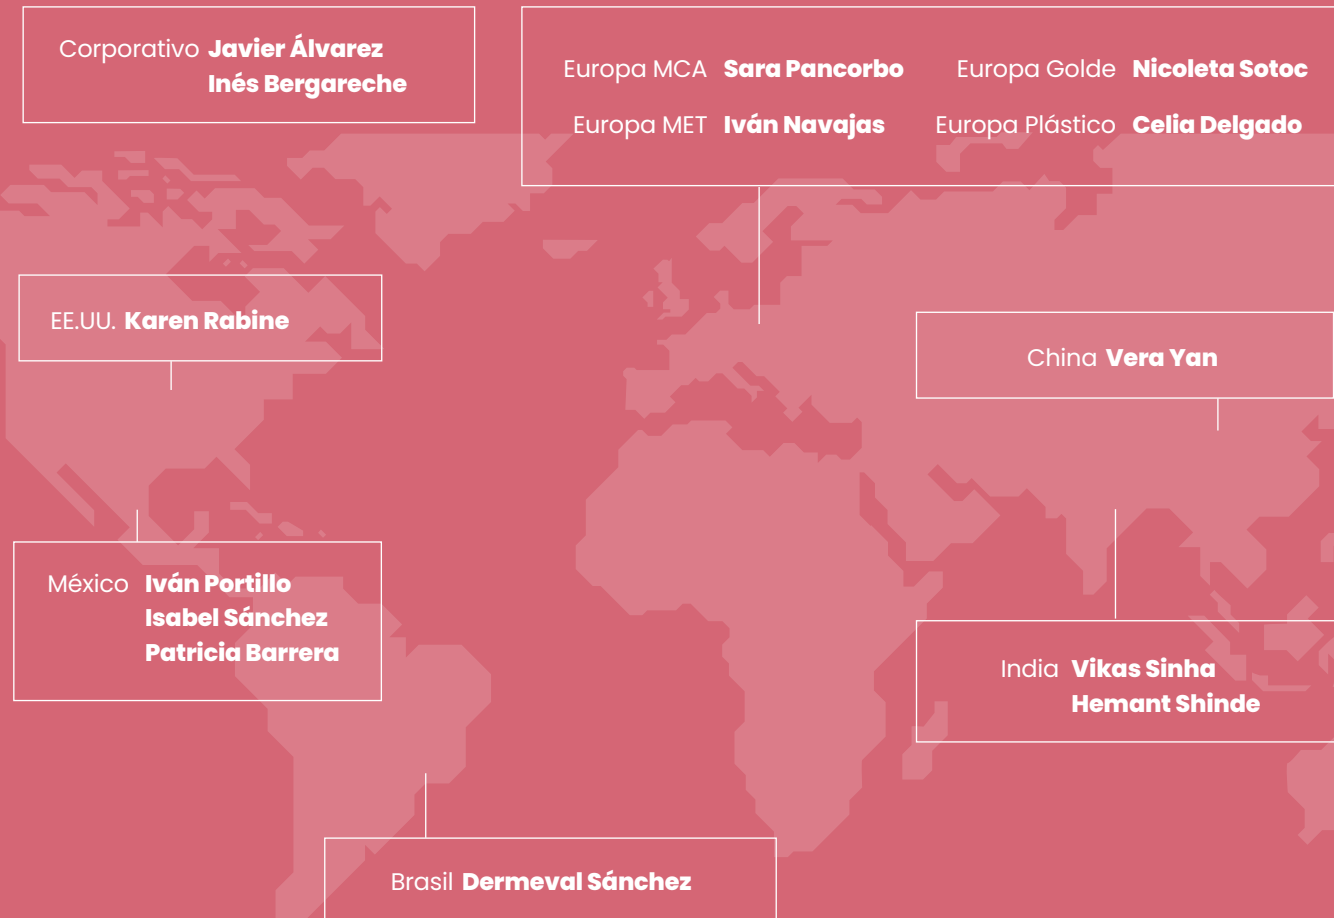 Corporativo Javier Álvarez
Inés Bergareche
Europa MCA Sara Pancorbo Europa Golde Nicoleta Sotoc
Europa MET Iván Navajas Europa Plástico Celia Delgado
EE.UU. Karen Rabine
China Vera Yan
México Iván Portillo
Isabel Sánchez
Patricia Barrera
India Vikas Sinha
Hemant Shinde
Brasil Dermeval Sánchez